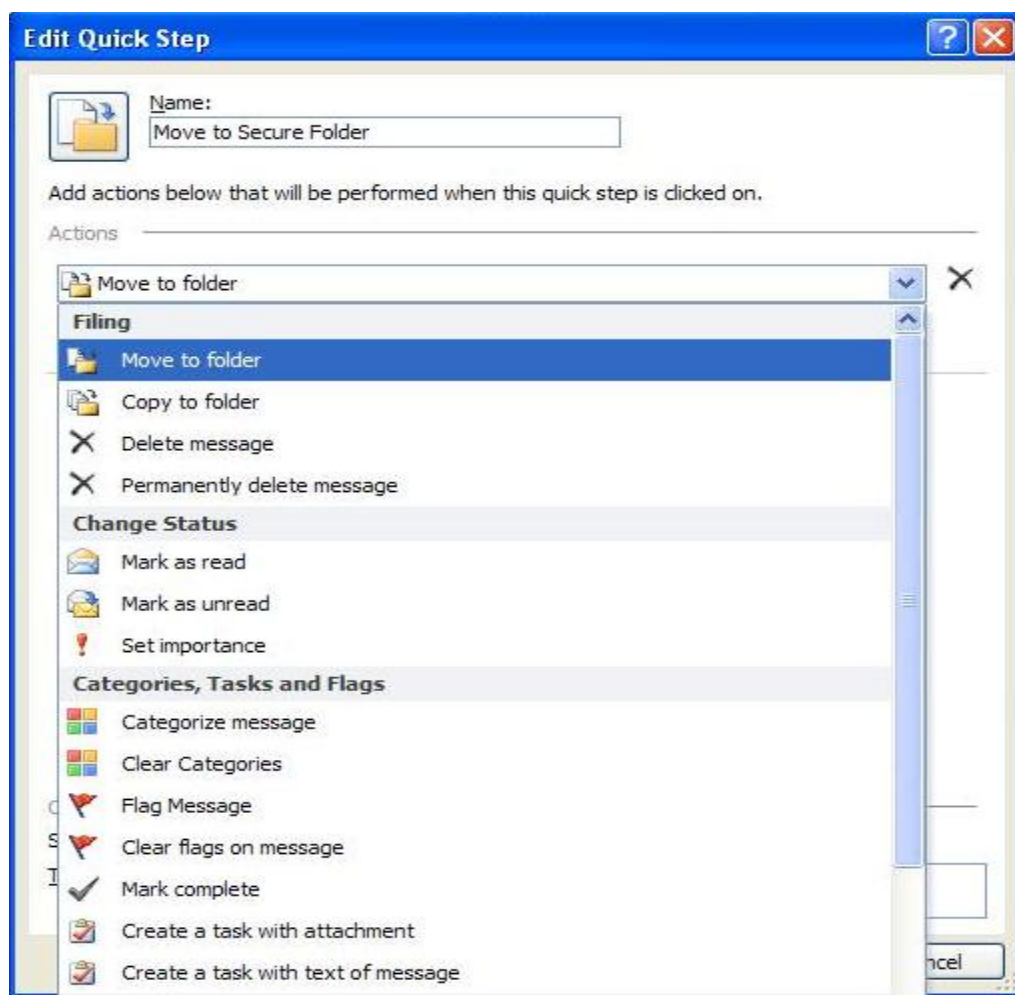 Edit Quick Step
Name:
Move to Secure Folder
Add actions below that will be performed when this quick step is clicked on.
Actions
Move to folder
Filing
Move to folder
Copy to folder
Delete message
Permanently delete message
Change Status
Mark as read
Mark as unread
Set importance
Categories, Tasks and Flags
Categorize message
Clear Categories
Flag Message
Clear flags on message
Mark complete
Create a task with attachment
Create a task with text of message